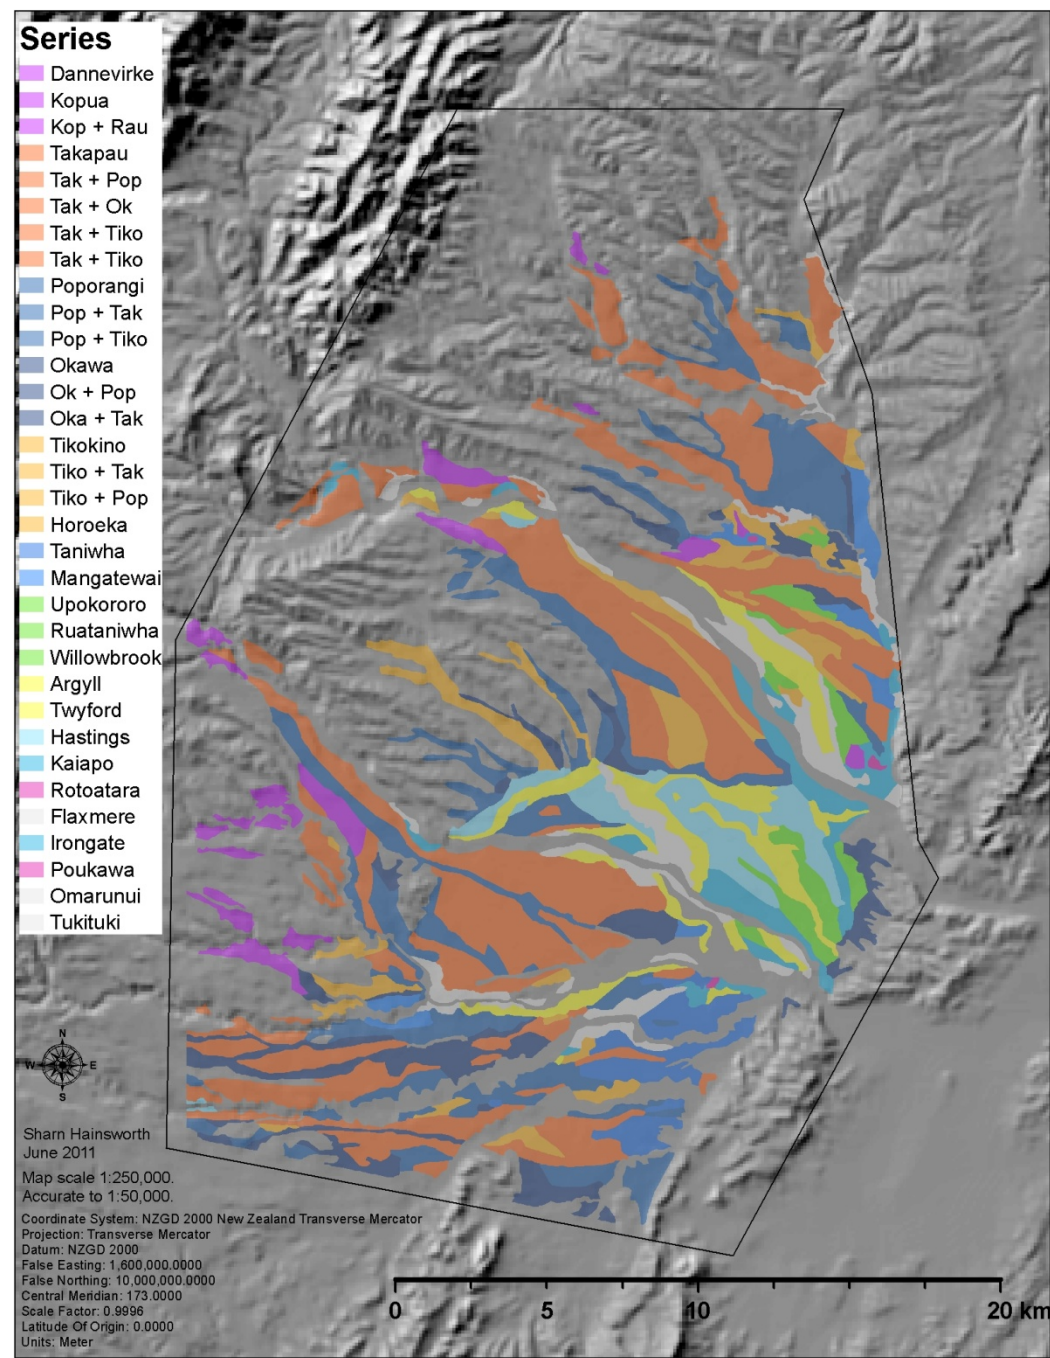 Series
Dannevirke
Kopua
Kop + Rau
Takapau
Tak + Pop
Tak + Ok
Tak + Tiko
Tak + Tiko
Poporangi
Pop + Tak
Pop + Tiko
Okawa
Ok + Pop
Oka + Tak
Tikokino
Tiko + Tak
Tiko + Pop
Horoeka
Taniwha
Mangatewai
Upokororo
Ruataniwha
Willowbrook
Argyll
Twyford
Hastings
Kaiapo
Rotoatara
Flaxmere
Irongate
Poukawa
Omarunui
Tukituki
N
W E
S
Sharn Hainsworth
June 2011
Map scale 1:250,000.
Accurate to 1:50,000.
Coordinate System: NZGD 2000 New Zealand Transverse Mercator
Projection: Transverse Mercator
Datum: NZGD 2000
False Easting: 1,600,000.0000
False Northing: 10,000,000.0000
Central Meridian: 173.0000
Scale Factor: 0.9996
Latitude Of Origin: 0.0000
Units: Meter
0 5 10 20 km